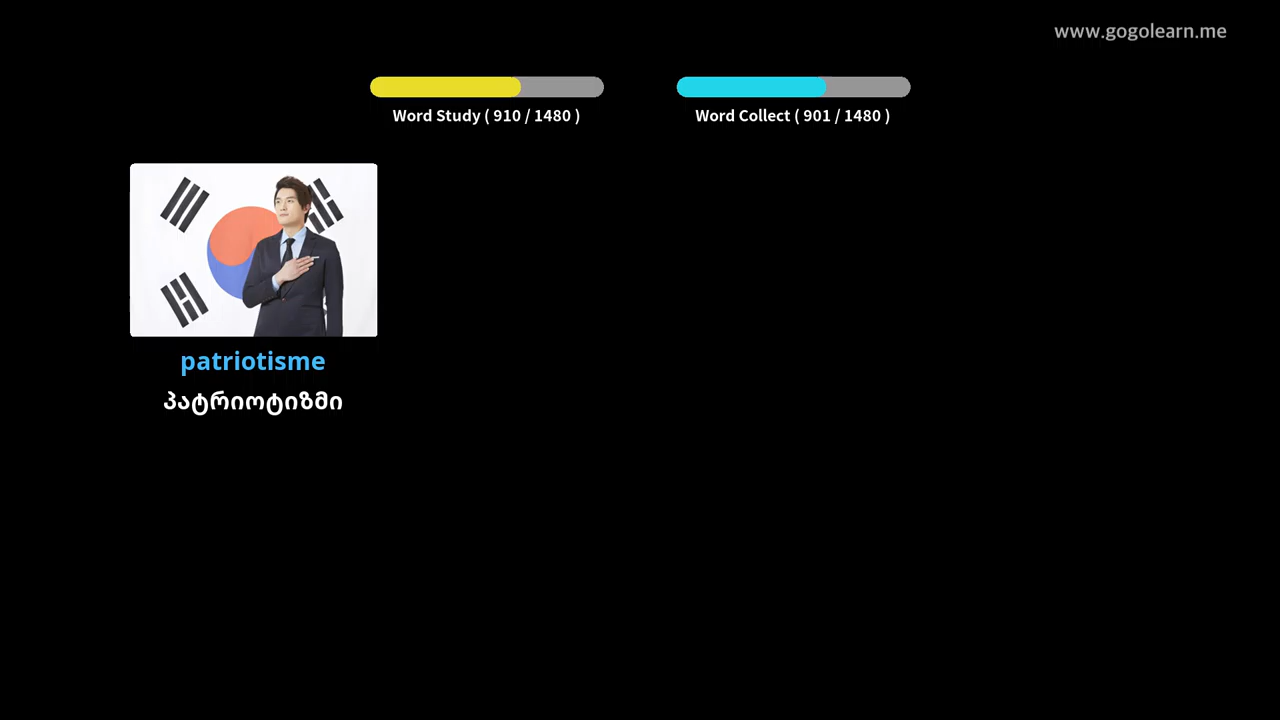 www.gogolearn.me
Word Study ( 910 / 1480 )
Word Collect ( 901 / 1480 )
patriotisme
პატრიოტიზმი